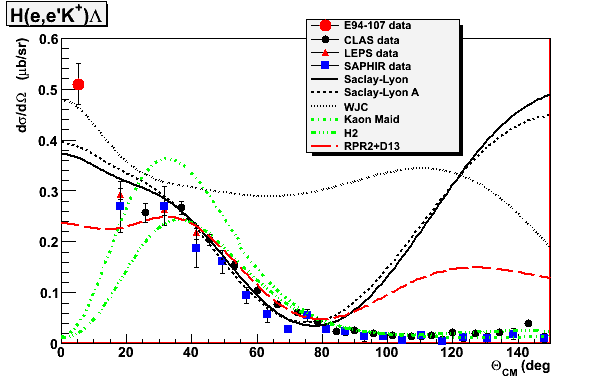 H(e,e'K+)Λ
E94-107 data
CLAS data
LEPS data
SAPHIR data
Saclay-Lyon
Saclay-Lyon A
WJC
Kaon Maid
H2
RPR2+D13
dσ/dΩ (μb/sr)
0.6
0.5
0.4
0.3
0.2
0.1
0
0 20 40 60 80 100 120 140
ΘCM (deg